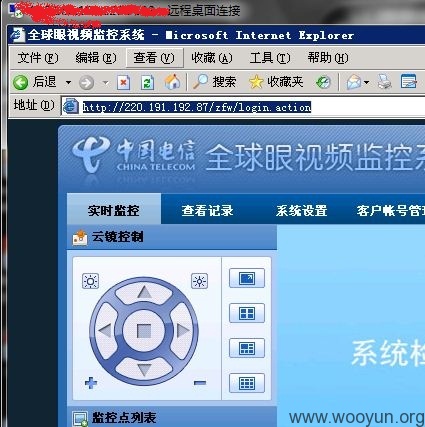 远程桌面连接
全球眼视频监控系统 - Microsoft Internet Explorer
文件(F) 编辑(E) 查看(V) 收藏(A) 工具(T) 帮助(H)
后退 搜索 收藏夹
地址(D) http://220.191.192.87/zfw/login.action
中国电信 CHINA TELECOM 全球眼视频监控系
实时监控 查看记录 系统设置 客户帐号管
云镜控制
系统检
监控点列表
www.wooyun.org